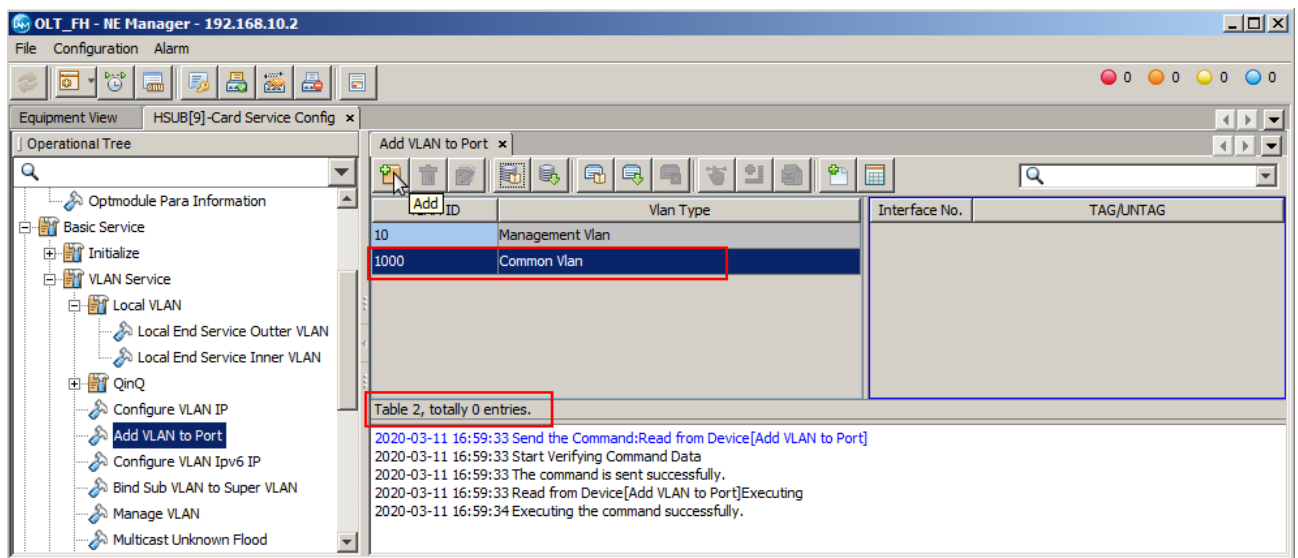 OLT_FH - NE Manager - 192.168.10.2
File Configuration Alarm
0 0 0 0
Equipment View HSUB[9]-Card Service Config
Operational Tree
Add VLAN to Port
Optmodule Para Information
Basic Service
Initialize
VLAN Service
Local VLAN
Local End Service Outter VLAN
Local End Service Inner VLAN
QinQ
Configure VLAN IP
Add VLAN to Port
Configure VLAN Ipv6 IP
Bind Sub VLAN to Super VLAN
Manage VLAN
Multicast Unknown Flood
Add
ID Vlan Type Interface No. TAG/UNTAG
10 Management Vlan
1000 Common Vlan
Table 2, totally 0 entries.
2020-03-11 16:59:33 Send the Command:Read from Device[Add VLAN to Port]
2020-03-11 16:59:33 Start Verifying Command Data
2020-03-11 16:59:33 The command is sent successfully.
2020-03-11 16:59:33 Read from Device[Add VLAN to Port]Executing
2020-03-11 16:59:34 Executing the command successfully.